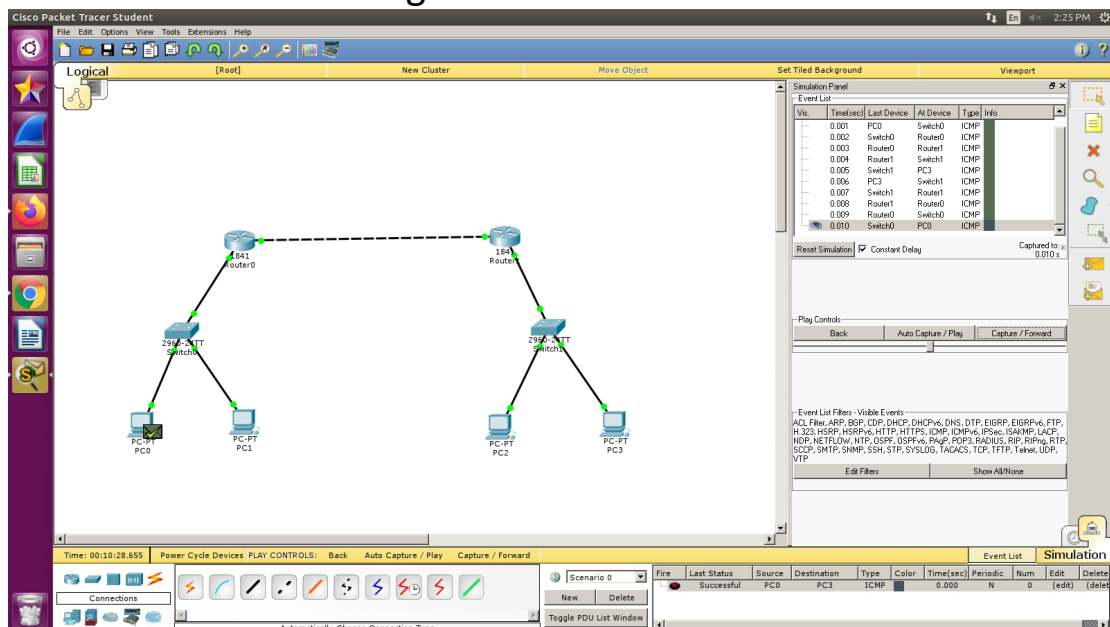 Cisco Packet Tracer Student
En
2:25 PM
File Edit Options View Tools Extensions Help
Logical
[Root]
New Cluster
Move Object
Set Tiled Background
Viewport
Simulation Panel
Event List
Vis. Time(sec) Last Device At Device Type Info
0.001 PC0 Switch0 ICMP
0.002 Switch0 Router0 ICMP
0.003 Router0 Router1 ICMP
0.004 Router1 Switch1 ICMP
0.005 Switch1 PC3 ICMP
0.006 PC3 Switch1 ICMP
0.007 Switch1 Router1 ICMP
0.008 Router1 Router0 ICMP
0.009 Router0 Switch0 ICMP
0.010 Switch0 PC0 ICMP
Reset Simulation
Constant Delay
Captured to:
0.010 s
Play Controls
Back
Auto Capture / Play
Capture / Forward
Event List Filters - Visible Events
ACL Filter, ARP, BGP, CDP, DHCP, DHCPv6, DNS, DTP, EIGRP, EIGRPv6, FTP,
H.323, HSRP, HSRPv6, HTTP, HTTPS, ICMP, ICMPv6, IPSec, ISAKMP, LACP,
NDP, NETFLOW, NTP, OSPF, OSPFv6, PAgP, POP3, RADIUS, RIP, RIPng, RTP,
SCCP, SMTP, SNMP, SSH, STP, SYSLOG, TACACS, TCP, TFTP, Telnet, UDP,
VTP
Edit Filters
Show All/None
1841
Router0
184
Router
2960-24TT
Switch0
2960-24TT
Switch1
PC-PT
PC0
PC-PT
PC1
PC-PT
PC2
PC-PT
PC3
Time: 00:10:28.655
Power Cycle Devices PLAY CONTROLS: Back Auto Capture / Play Capture / Forward
Event List
Simulation
Connections
Automatically Choose Connection Type
Scenario 0
New
Delete
Toggle PDU List Window
Fire Last Status Source Destination Type Color Time(sec) Periodic Num Edit Delete
Successful PC0 PC3 ICMP 0.000 N 0 (edit) (delet